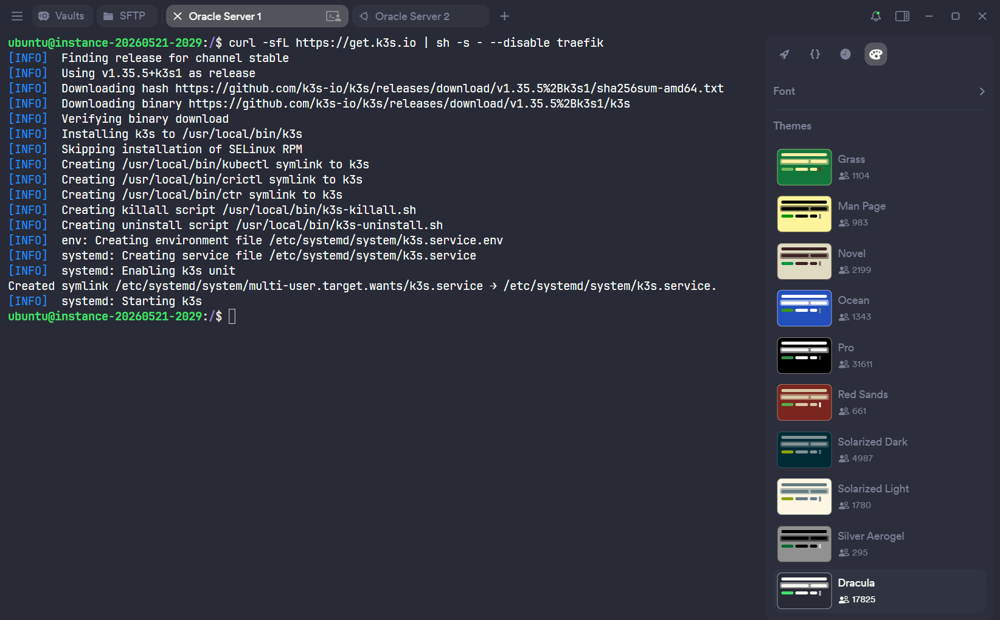 Vaults
SFTP
Oracle Server 1
Oracle Server 2
ubuntu@instance-20260521-2029:/$ curl -sfL https://get.k3s.io | sh -s - --disable traefik
[INFO]  Finding release for channel stable
[INFO]  Using v1.35.5+k3s1 as release
[INFO]  Downloading hash https://github.com/k3s-io/k3s/releases/download/v1.35.5%2Bk3s1/sha256sum-amd64.txt
[INFO]  Downloading binary https://github.com/k3s-io/k3s/releases/download/v1.35.5%2Bk3s1/k3s
[INFO]  Verifying binary download
[INFO]  Installing k3s to /usr/local/bin/k3s
[INFO]  Skipping installation of SELinux RPM
[INFO]  Creating /usr/local/bin/kubectl symlink to k3s
[INFO]  Creating /usr/local/bin/crictl symlink to k3s
[INFO]  Creating /usr/local/bin/ctr symlink to k3s
[INFO]  Creating killall script /usr/local/bin/k3s-killall.sh
[INFO]  Creating uninstall script /usr/local/bin/k3s-uninstall.sh
[INFO]  env: Creating environment file /etc/systemd/system/k3s.service.env
[INFO]  systemd: Creating service file /etc/systemd/system/k3s.service
[INFO]  systemd: Enabling k3s unit
Created symlink /etc/systemd/system/multi-user.target.wants/k3s.service → /etc/systemd/system/k3s.service.
[INFO]  systemd: Starting k3s
ubuntu@instance-20260521-2029:/$
Font
Themes
Grass
1104
Man Page
983
Novel
2199
Ocean
1343
Pro
31611
Red Sands
661
Solarized Dark
4987
Solarized Light
1780
Silver Aerogel
295
Dracula
17825